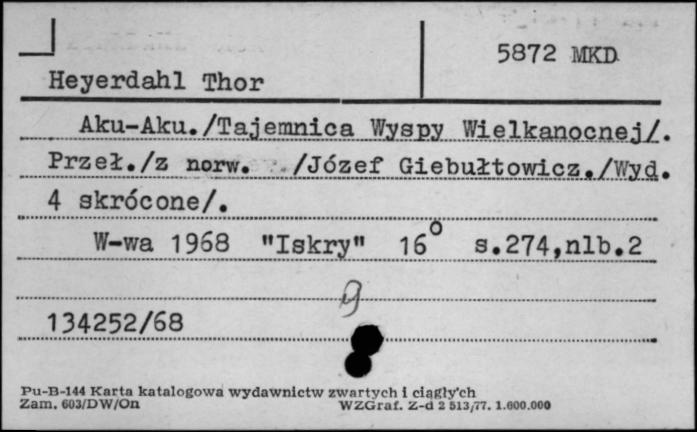 5872 MKD
Heyerdahl Thor
Aku-Aku./Tajemnica Wyspy Wielkanocnej/.
Przeł./z norw. /Józef Giebułtowicz./Wyd.
4 skrócone/.
W-wa 1968 "Iskry" 16° s.274,nlb.2
134252/68
Pu-B-144 Karta katalogowa wydawnictw zwartych i ciągły'ch
Zam. 603/DW/On WZGraf. Z-d 2 513/77. 1.600.000